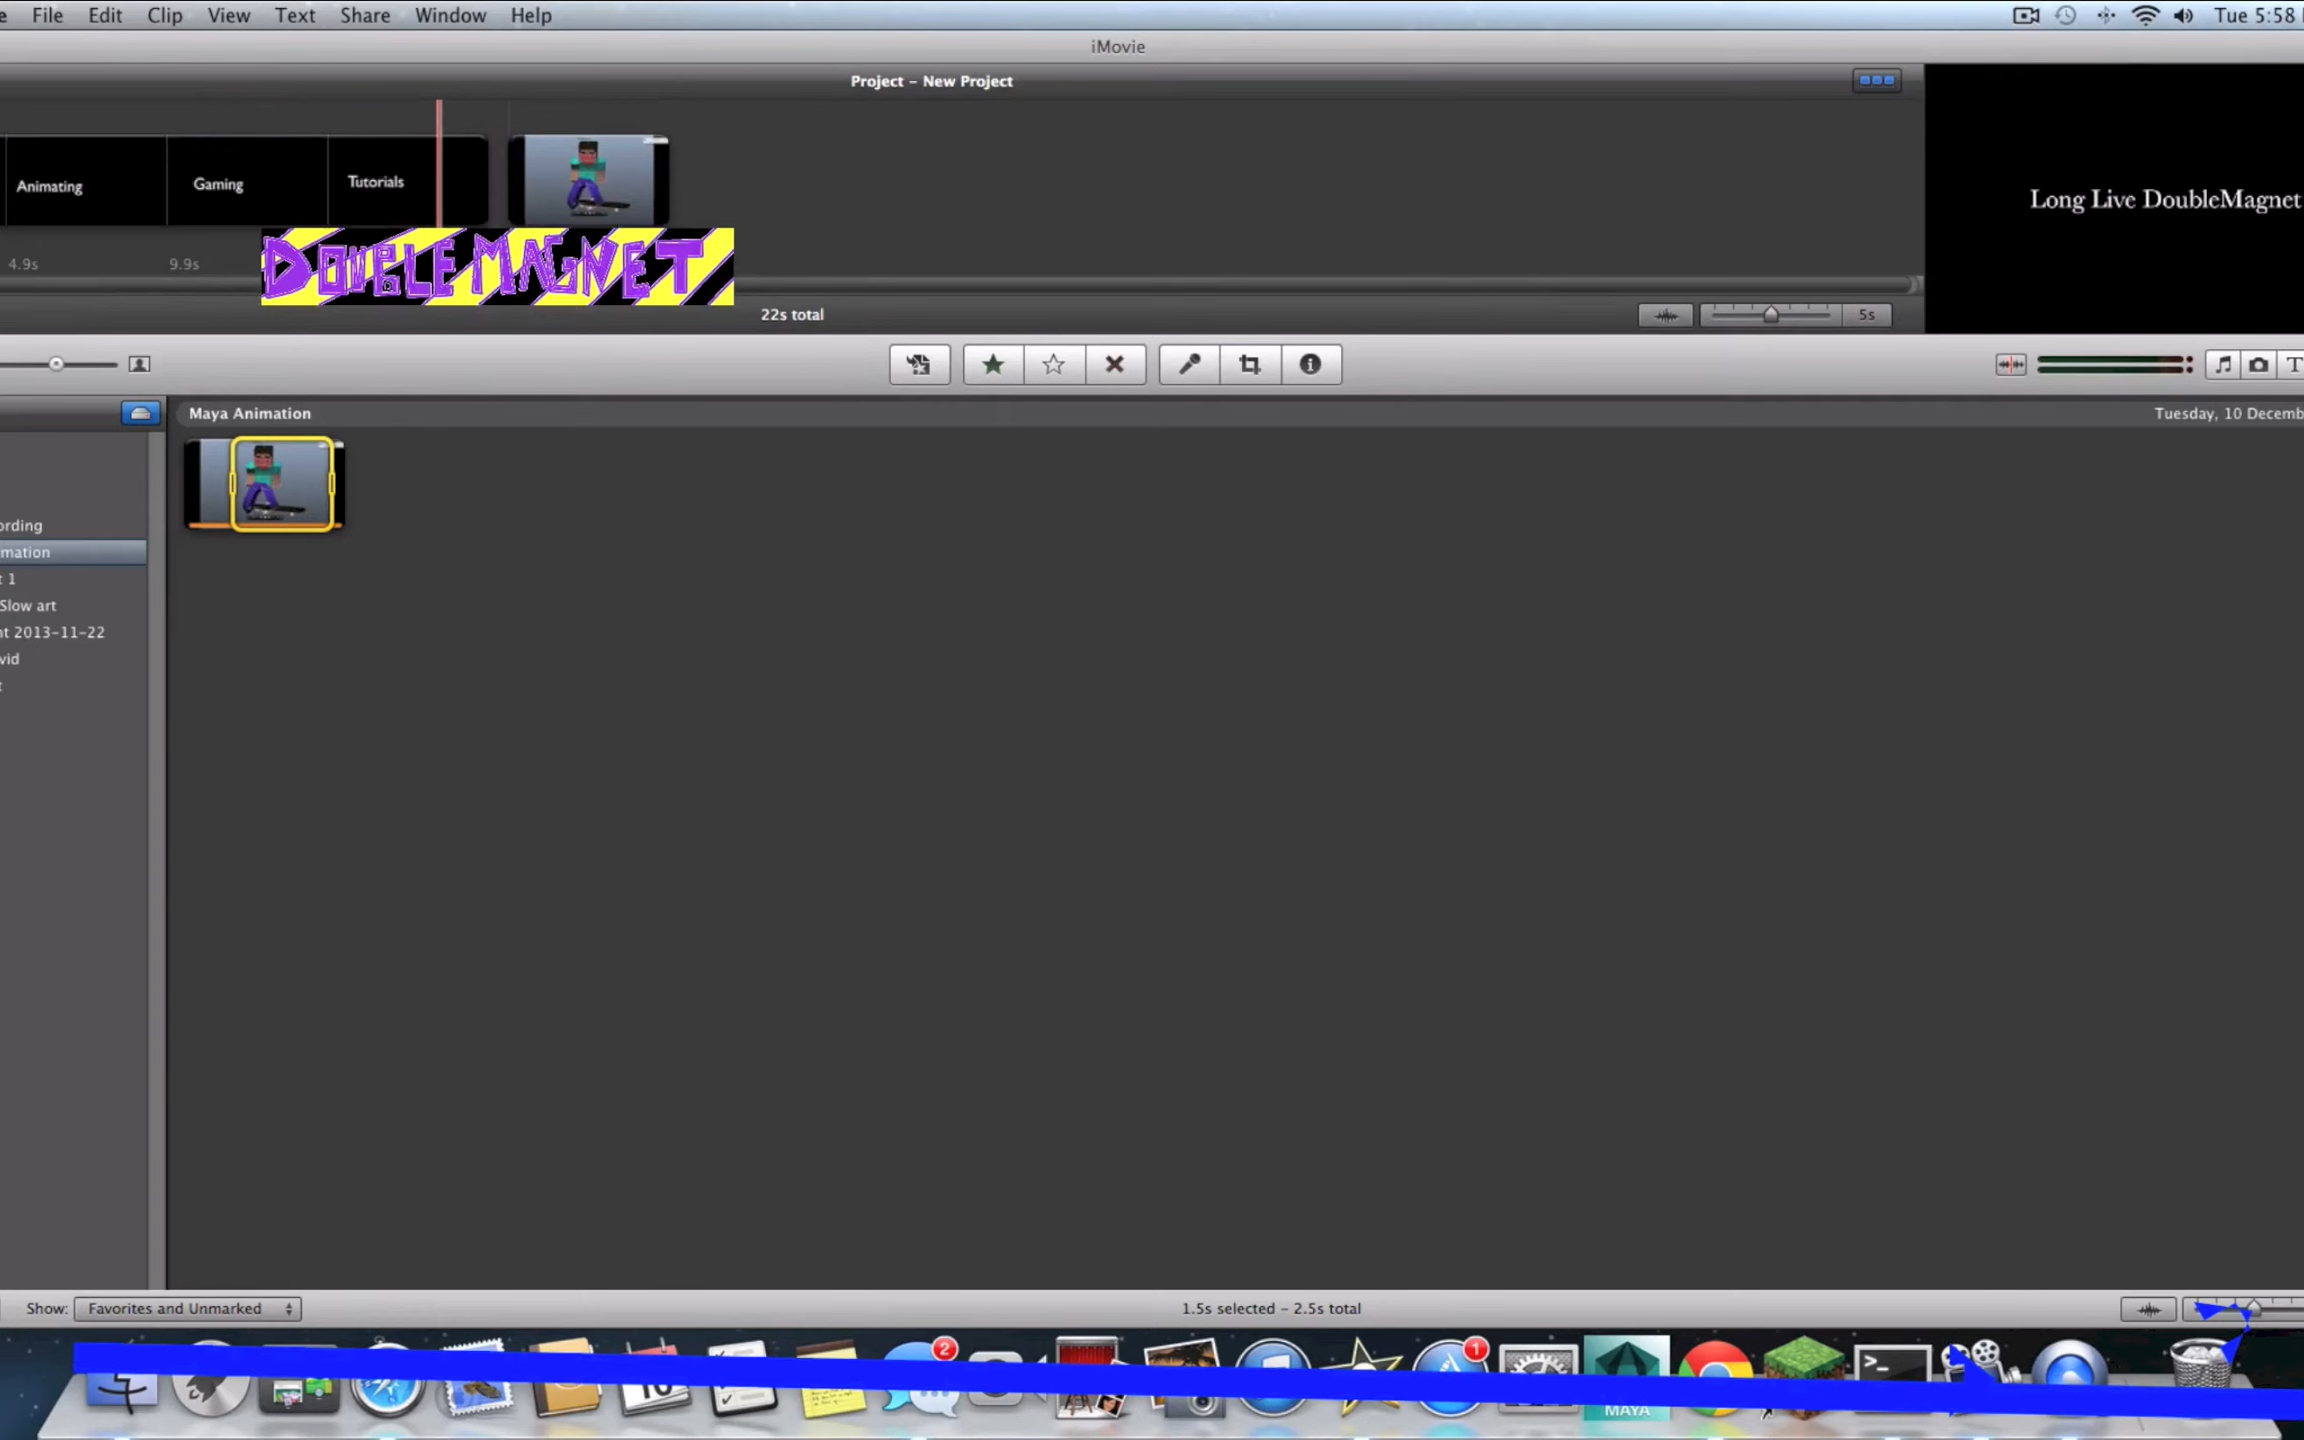 File Edit Clip View Text Share Window Help Tue 5:58
iMovie
Project – New Project
Animating
Gaming
Tutorials
Long Live DoubleMagnet
4.9s
9.9s
DOUBLE MAGNET
22s total
5s
Maya Animation
Tuesday, 10 Decemb
ording
mation
t 1
Slow art
nt 2013-11-22
vid
t
Show: Favorites and Unmarked
1.5s selected – 2.5s total
2
1
MAYA